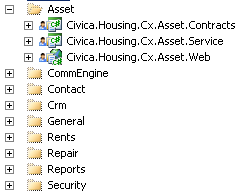 Asset
Civica.Housing.Cx.Asset.Contracts
Civica.Housing.Cx.Asset.Service
Civica.Housing.Cx.Asset.Web
CommEngine
Contact
Crm
General
Rents
Repair
Reports
Security